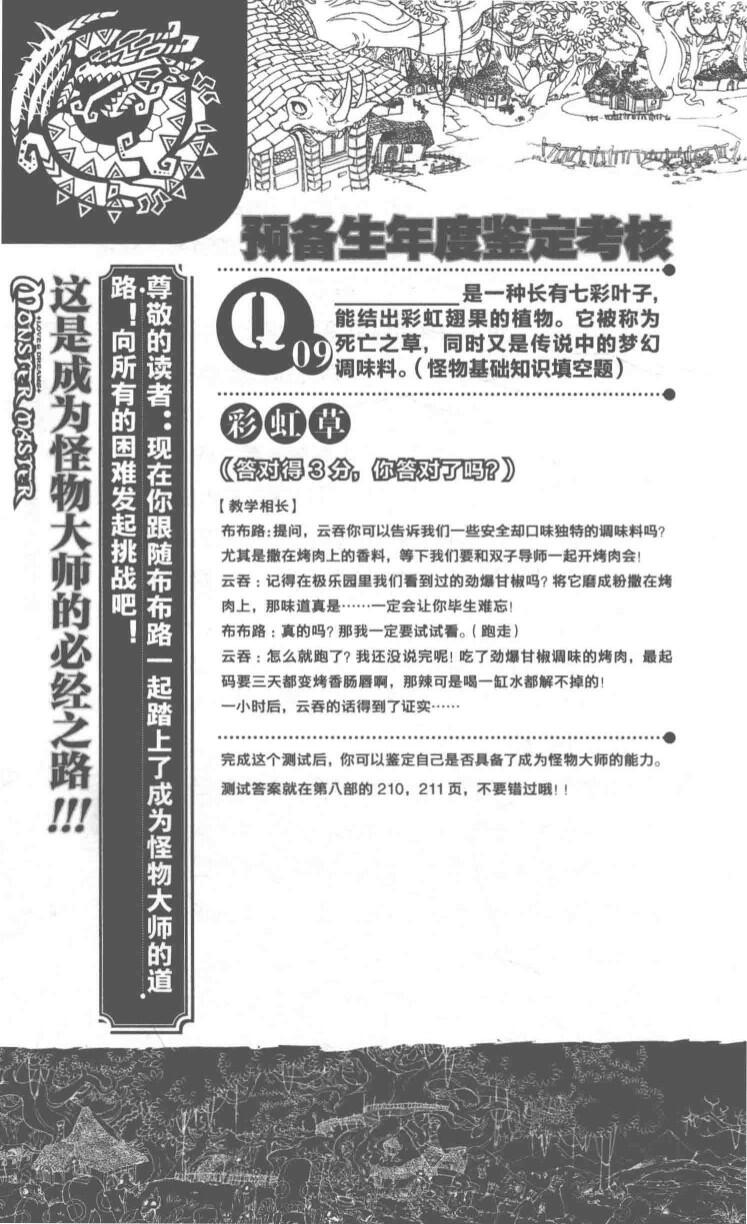 预备生年度鉴定考核
Q09
____________是一种长有七彩叶子，
能结出彩虹翅果的植物。它被称为
死亡之草，同时又是传说中的梦幻
调味料。（怪物基础知识填空题）
彩虹草
（答对得3分，你答对了吗？）
【教学相长】
布布路：提问，云吞你可以告诉我们一些安全却口味独特的调味料吗？
尤其是撒在烤肉上的香料，等下我们要和双子导师一起开烤肉会！
云吞：记得在极乐园里我们看到过的劲爆甘椒吗？将它磨成粉撒在烤
肉上，那味道真是……一定会让你毕生难忘！
布布路：真的吗？那我一定要试试看。（跑走）
云吞：怎么就跑了？我还没说完呢！吃了劲爆甘椒调味的烤肉，最起
码要三天都变烤香肠唇啊，那辣可是喝一缸水都解不掉的！
一小时后，云吞的话得到了证实……
完成这个测试后，你可以鉴定自己是否具备了成为怪物大师的能力。
测试答案就在第八部的210，211页，不要错过哦！！
尊敬的读者：现在你跟随布布路一起踏上了成为怪物大师的道
路！向所有的困难发起挑战吧！
这是成为怪物大师的必经之路!!!
+LOVE & DREAM+
MONSTER MASTER